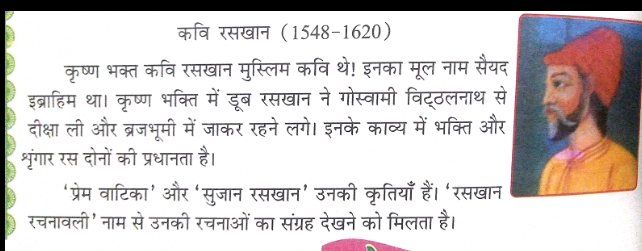 कवि रसखान (1548-1620)
कृष्ण भक्त कवि रसखान मुस्लिम कवि थे! इनका मूल नाम सैयद
इब्राहिम था। कृष्ण भक्ति में डूब रसखान ने गोस्वामी विट्ठलनाथ से
दीक्षा ली और ब्रजभूमी में जाकर रहने लगे। इनके काव्य में भक्ति और
शृंगार रस दोनों की प्रधानता है।
'प्रेम वाटिका' और 'सुजान रसखान' उनकी कृतियाँ हैं। 'रसखान
रचनावली' नाम से उनकी रचनाओं का संग्रह देखने को मिलता है।